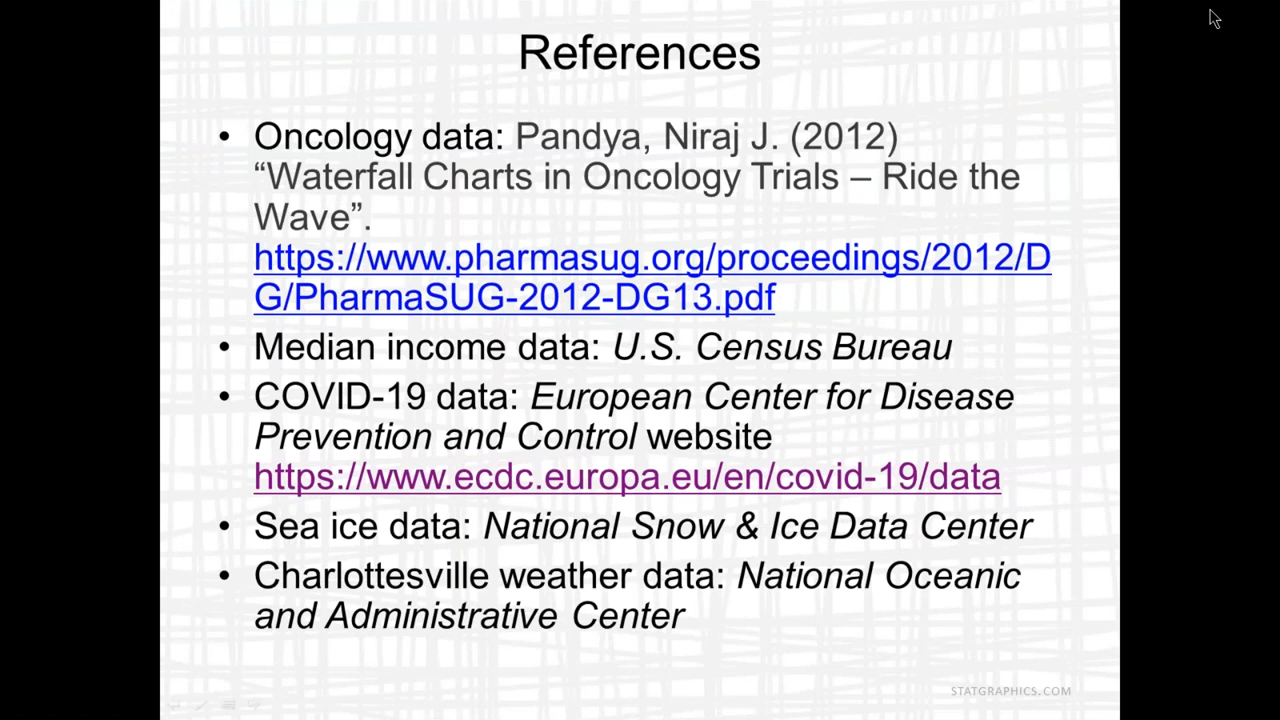 References
• Oncology data: Pandya, Niraj J. (2012)
“Waterfall Charts in Oncology Trials – Ride the
Wave”.
https://www.pharmasug.org/proceedings/2012/D
G/PharmaSUG-2012-DG13.pdf
• Median income data: U.S. Census Bureau
• COVID-19 data: European Center for Disease
Prevention and Control website
https://www.ecdc.europa.eu/en/covid-19/data
• Sea ice data: National Snow & Ice Data Center
• Charlottesville weather data: National Oceanic
and Administrative Center
STATGRAPHICS.COM